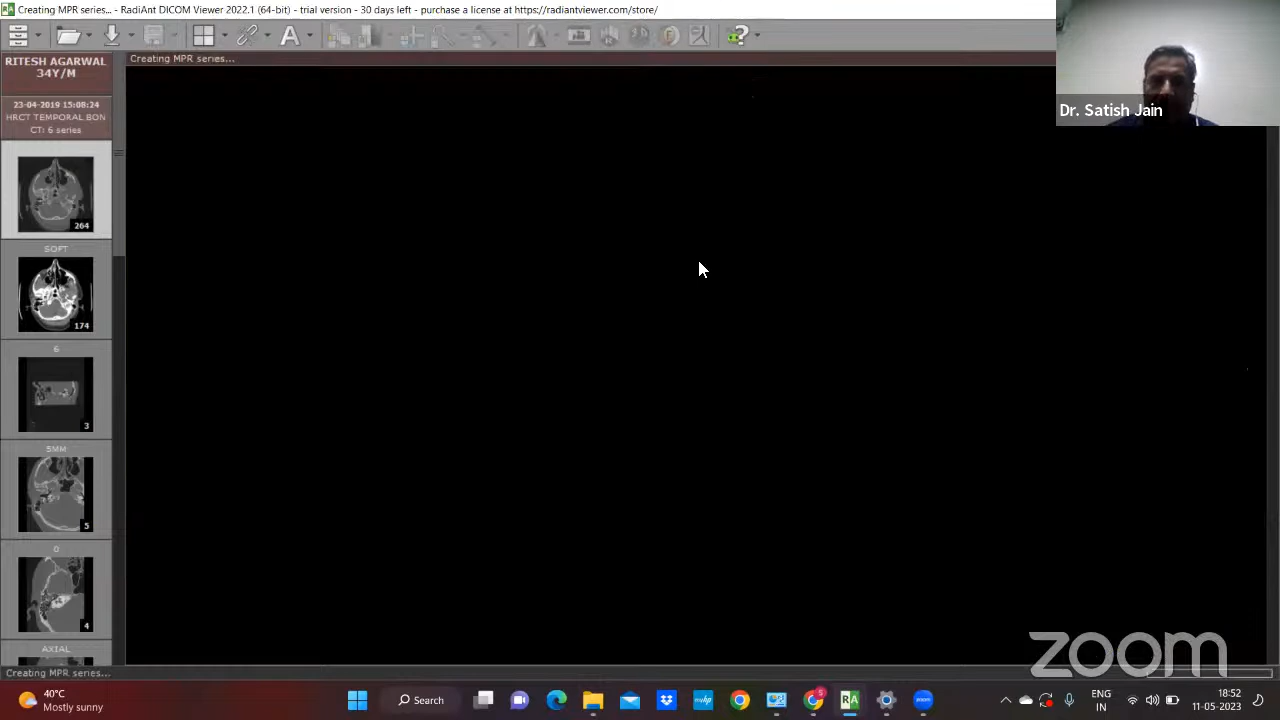 Creating MPR series... - RadiAnt DICOM Viewer 2022.1 (64-bit) - trial version - 30 days left - purchase a license at https://radiantviewer.com/store/
RITESH AGARWAL
34Y/M
23-04-2019 15:08:24
HRCT TEMPORAL BON
CT: 6 series
264
SOFT
174
6
3
5MM
5
0
4
AXIAL
Creating MPR series...
Dr. Satish Jain
zoom
Creating MPR series...
40°C
Mostly sunny
Search
5
ENG
IN
18:52
11-05-2023